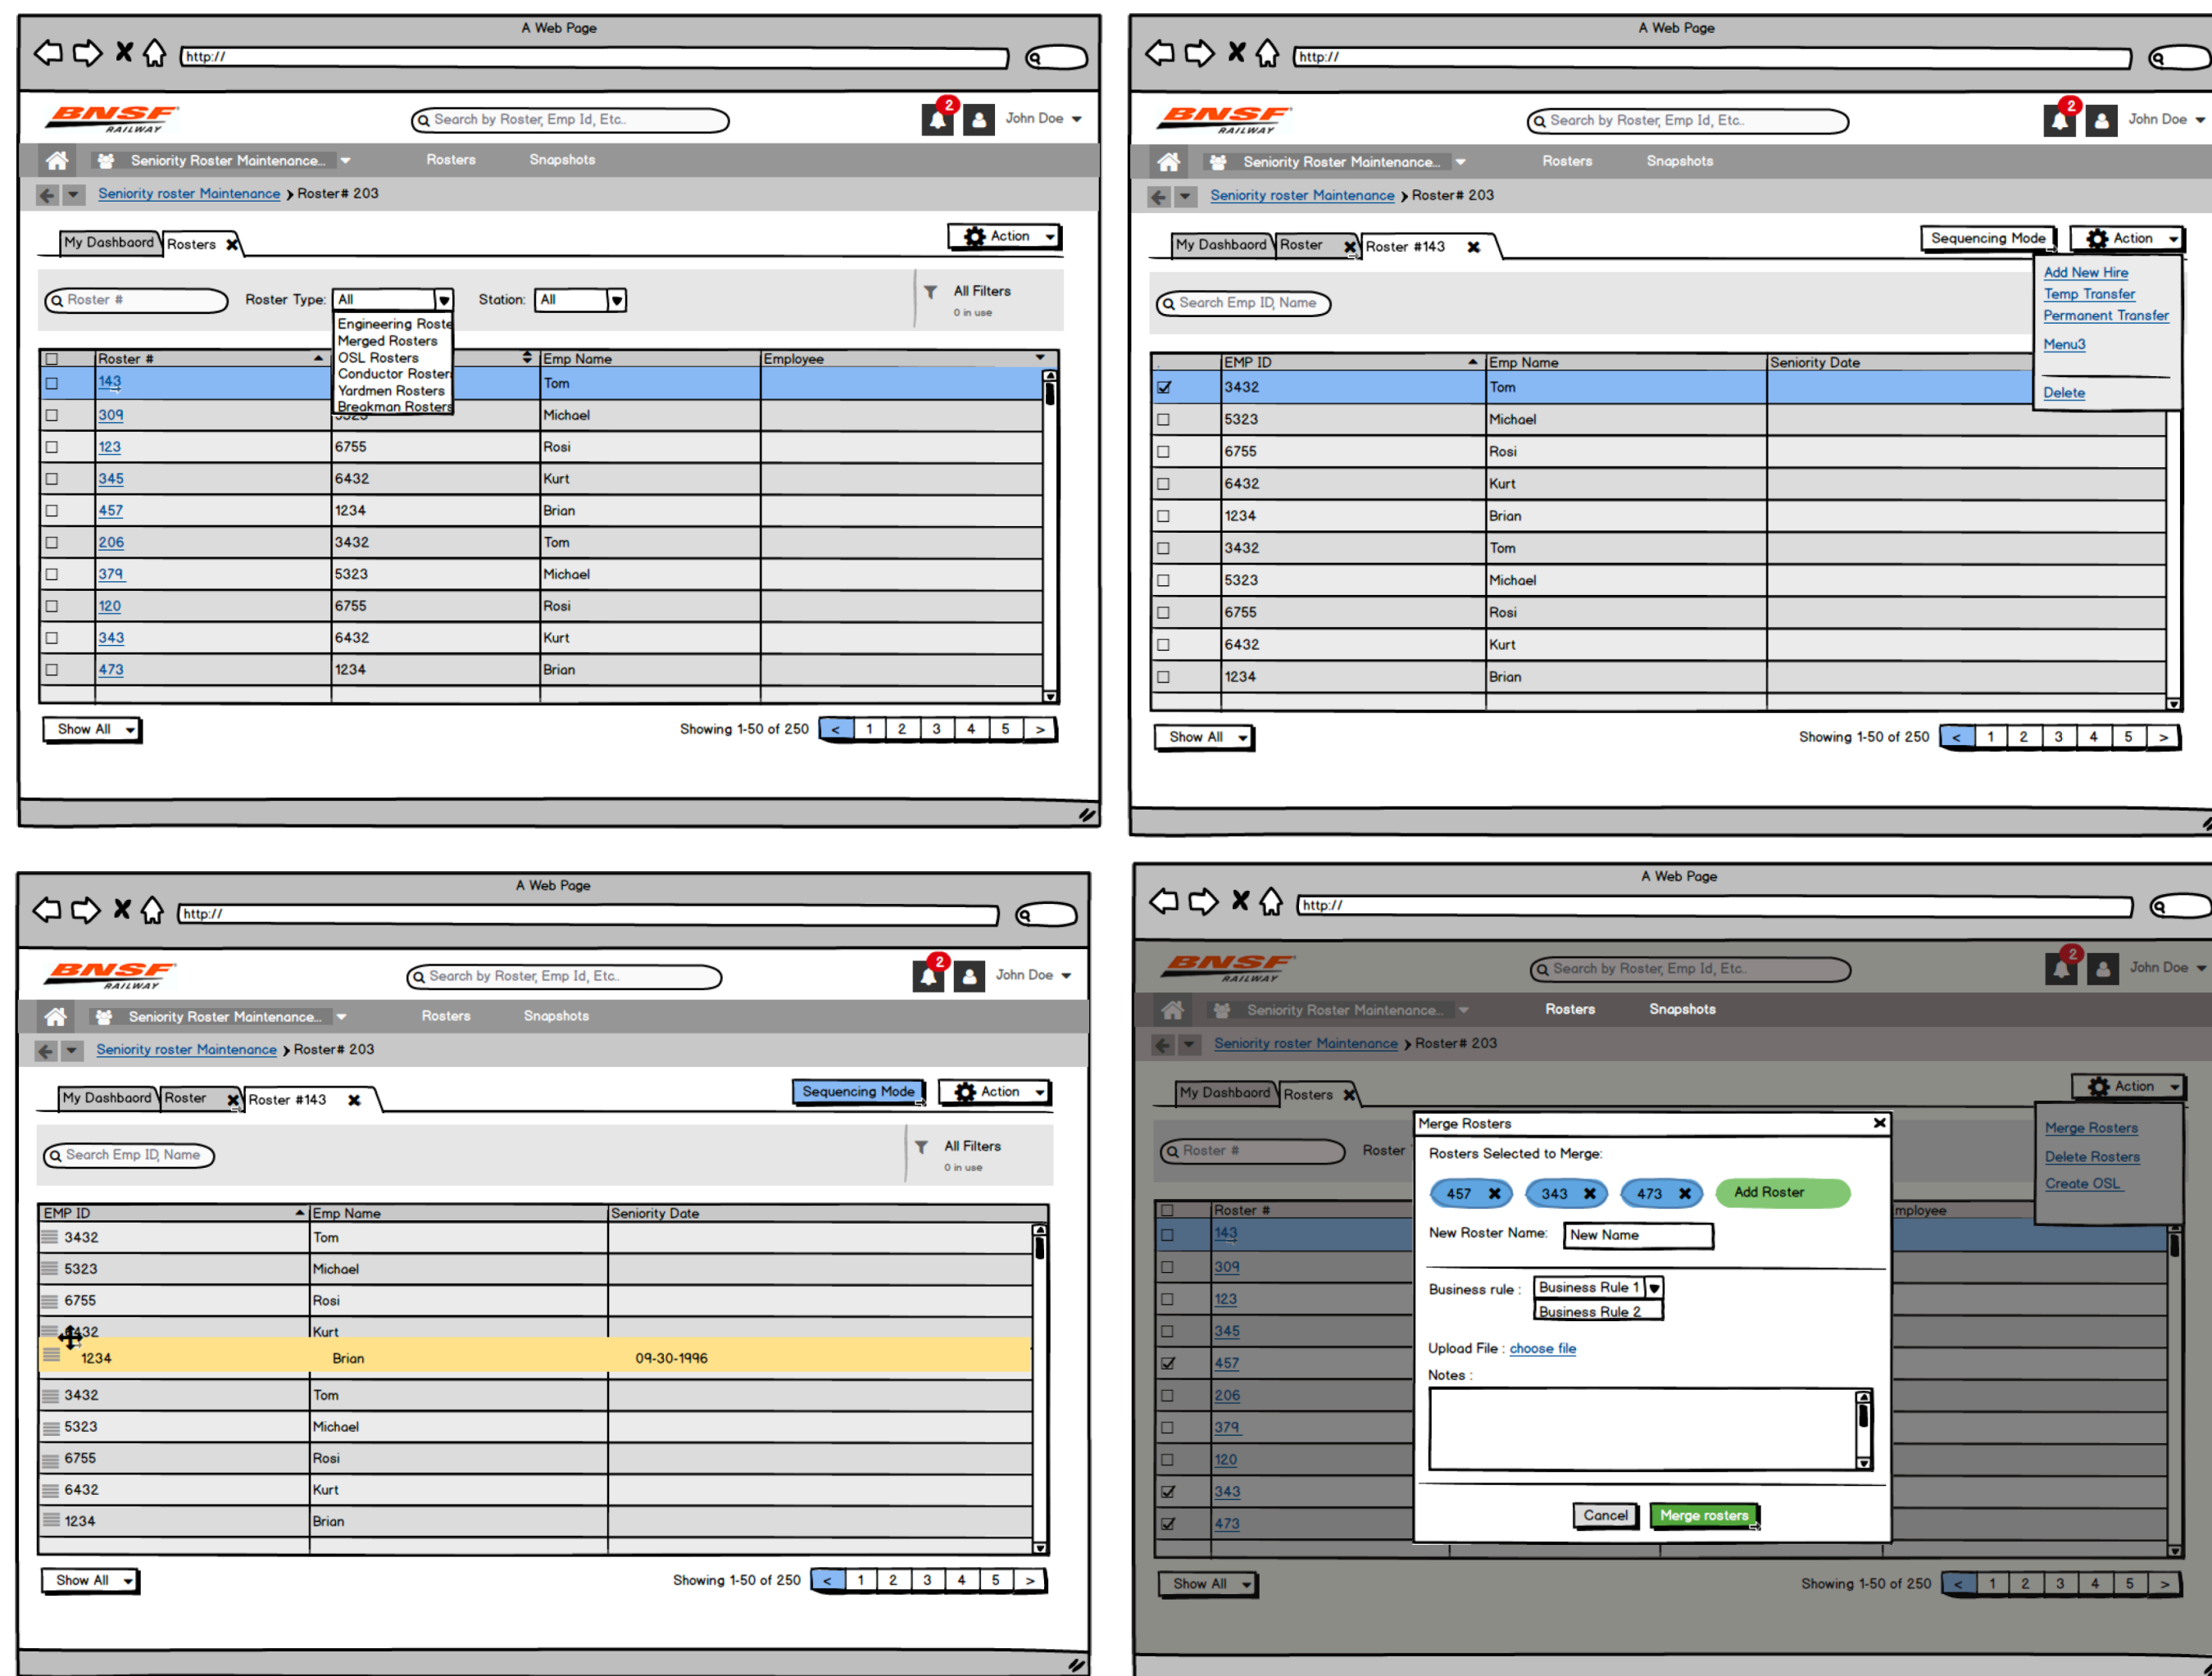 A Web Page
http://
BNSF
RAILWAY
Search by Roster, Emp Id, Etc..
2
John Doe
Seniority Roster Maintenance...
Rosters
Snapshots
Seniority roster Maintenance
Roster# 203
My Dashbaord
Rosters
Action
Roster #
Roster Type:
All
Station:
All
All Filters
0 in use
Engineering Roste
Merged Rosters
OSL Rosters
Conductor Roster
Yardmen Rosters
Breakman Rosters
Roster #
Emp Name
Employee
143 Tom
309 5323 Michael
123 6755 Rosi
345 6432 Kurt
457 1234 Brian
206 3432 Tom
379 5323 Michael
120 6755 Rosi
343 6432 Kurt
473 1234 Brian
Show All
Showing 1-50 of 250 < 1 2 3 4 5 >
A Web Page
http://
BNSF
RAILWAY
Search by Roster, Emp Id, Etc..
2
John Doe
Seniority Roster Maintenance...
Rosters
Snapshots
Seniority roster Maintenance
Roster# 203
My Dashbaord
Roster
Roster #143
Sequencing Mode
Action
Add New Hire
Temp Transfer
Permanent Transfer
Menu3
Delete
Search Emp ID, Name
EMP ID
Emp Name
Seniority Date
3432 Tom
5323 Michael
6755 Rosi
6432 Kurt
1234 Brian
3432 Tom
5323 Michael
6755 Rosi
6432 Kurt
1234 Brian
Show All
Showing 1-50 of 250 < 1 2 3 4 5 >
A Web Page
http://
BNSF
RAILWAY
Search by Roster, Emp Id, Etc..
2
John Doe
Seniority Roster Maintenance...
Rosters
Snapshots
Seniority roster Maintenance
Roster# 203
My Dashbaord
Roster
Roster #143
Sequencing Mode
Action
Search Emp ID, Name
All Filters
0 in use
EMP ID
Emp Name
Seniority Date
3432 Tom
5323 Michael
6755 Rosi
6432 Kurt
1234 Brian 09-30-1996
3432 Tom
5323 Michael
6755 Rosi
6432 Kurt
1234 Brian
Show All
Showing 1-50 of 250 < 1 2 3 4 5 >
A Web Page
http://
BNSF
RAILWAY
Search by Roster, Emp Id, Etc..
2
John Doe
Seniority Roster Maintenance...
Rosters
Snapshots
Seniority roster Maintenance
Roster# 203
My Dashbaord
Rosters
Action
Merge Rosters
Delete Rosters
Create OSL
Roster #
Roster
Roster #
mployee
143
309
123
345
457
206
379
120
343
473
Merge Rosters
Rosters Selected to Merge:
457
343
473
Add Roster
New Roster Name: New Name
Business rule : Business Rule 1
Business Rule 2
Upload File : choose file
Notes :
Cancel
Merge rosters
Show All
Showing 1-50 of 250 < 1 2 3 4 5 >